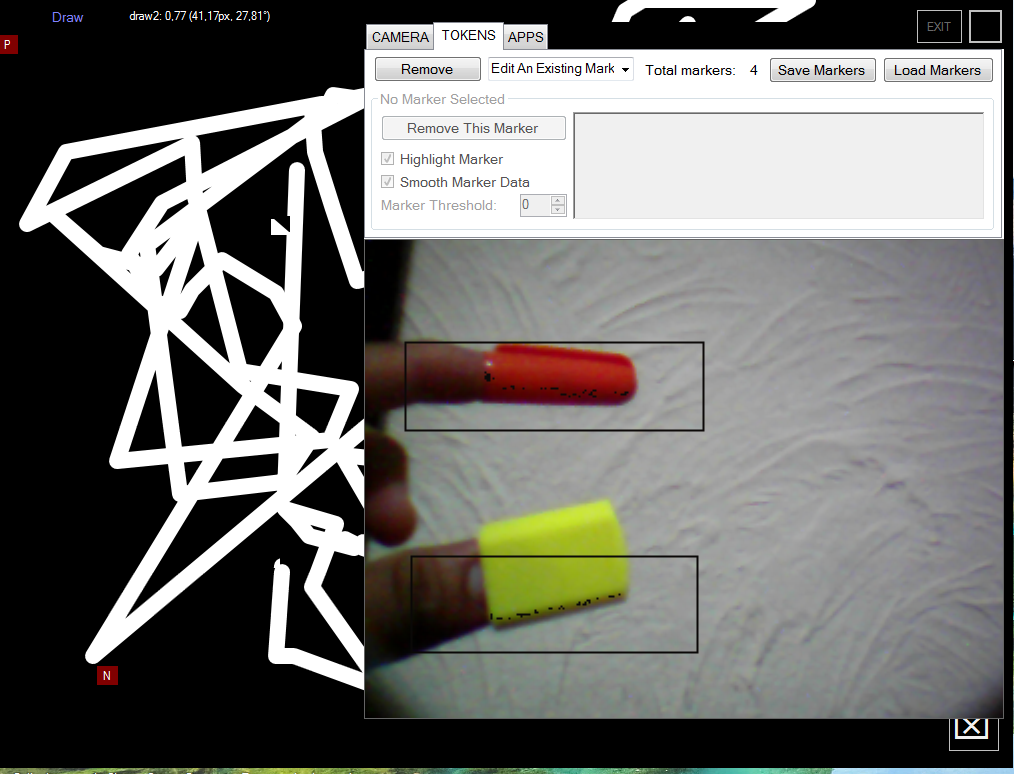 Draw
draw2: 0,77 (41,17px, 27,81°)
EXIT
P
CAMERA TOKENS APPS
Remove Edit An Existing Mark Total markers: 4 Save Markers Load Markers
No Marker Selected
Remove This Marker
Highlight Marker
Smooth Marker Data
Marker Threshold: 0
N